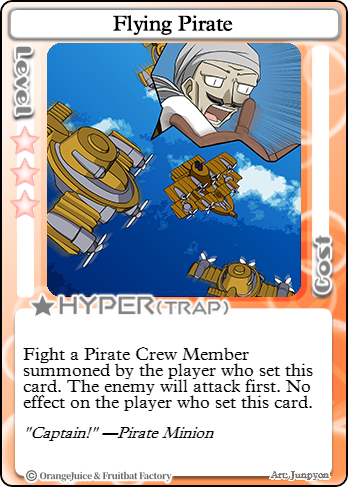 Flying Pirate
Level
Cost
HYPER(TRAP)
Fight a Pirate Crew Member
summoned by the player who set this
card. The enemy will attack first. No
effect on the player who set this card.
"Captain!" —Pirate Minion
© OrangeJuice & Fruitbat Factory
Art: Junpyon